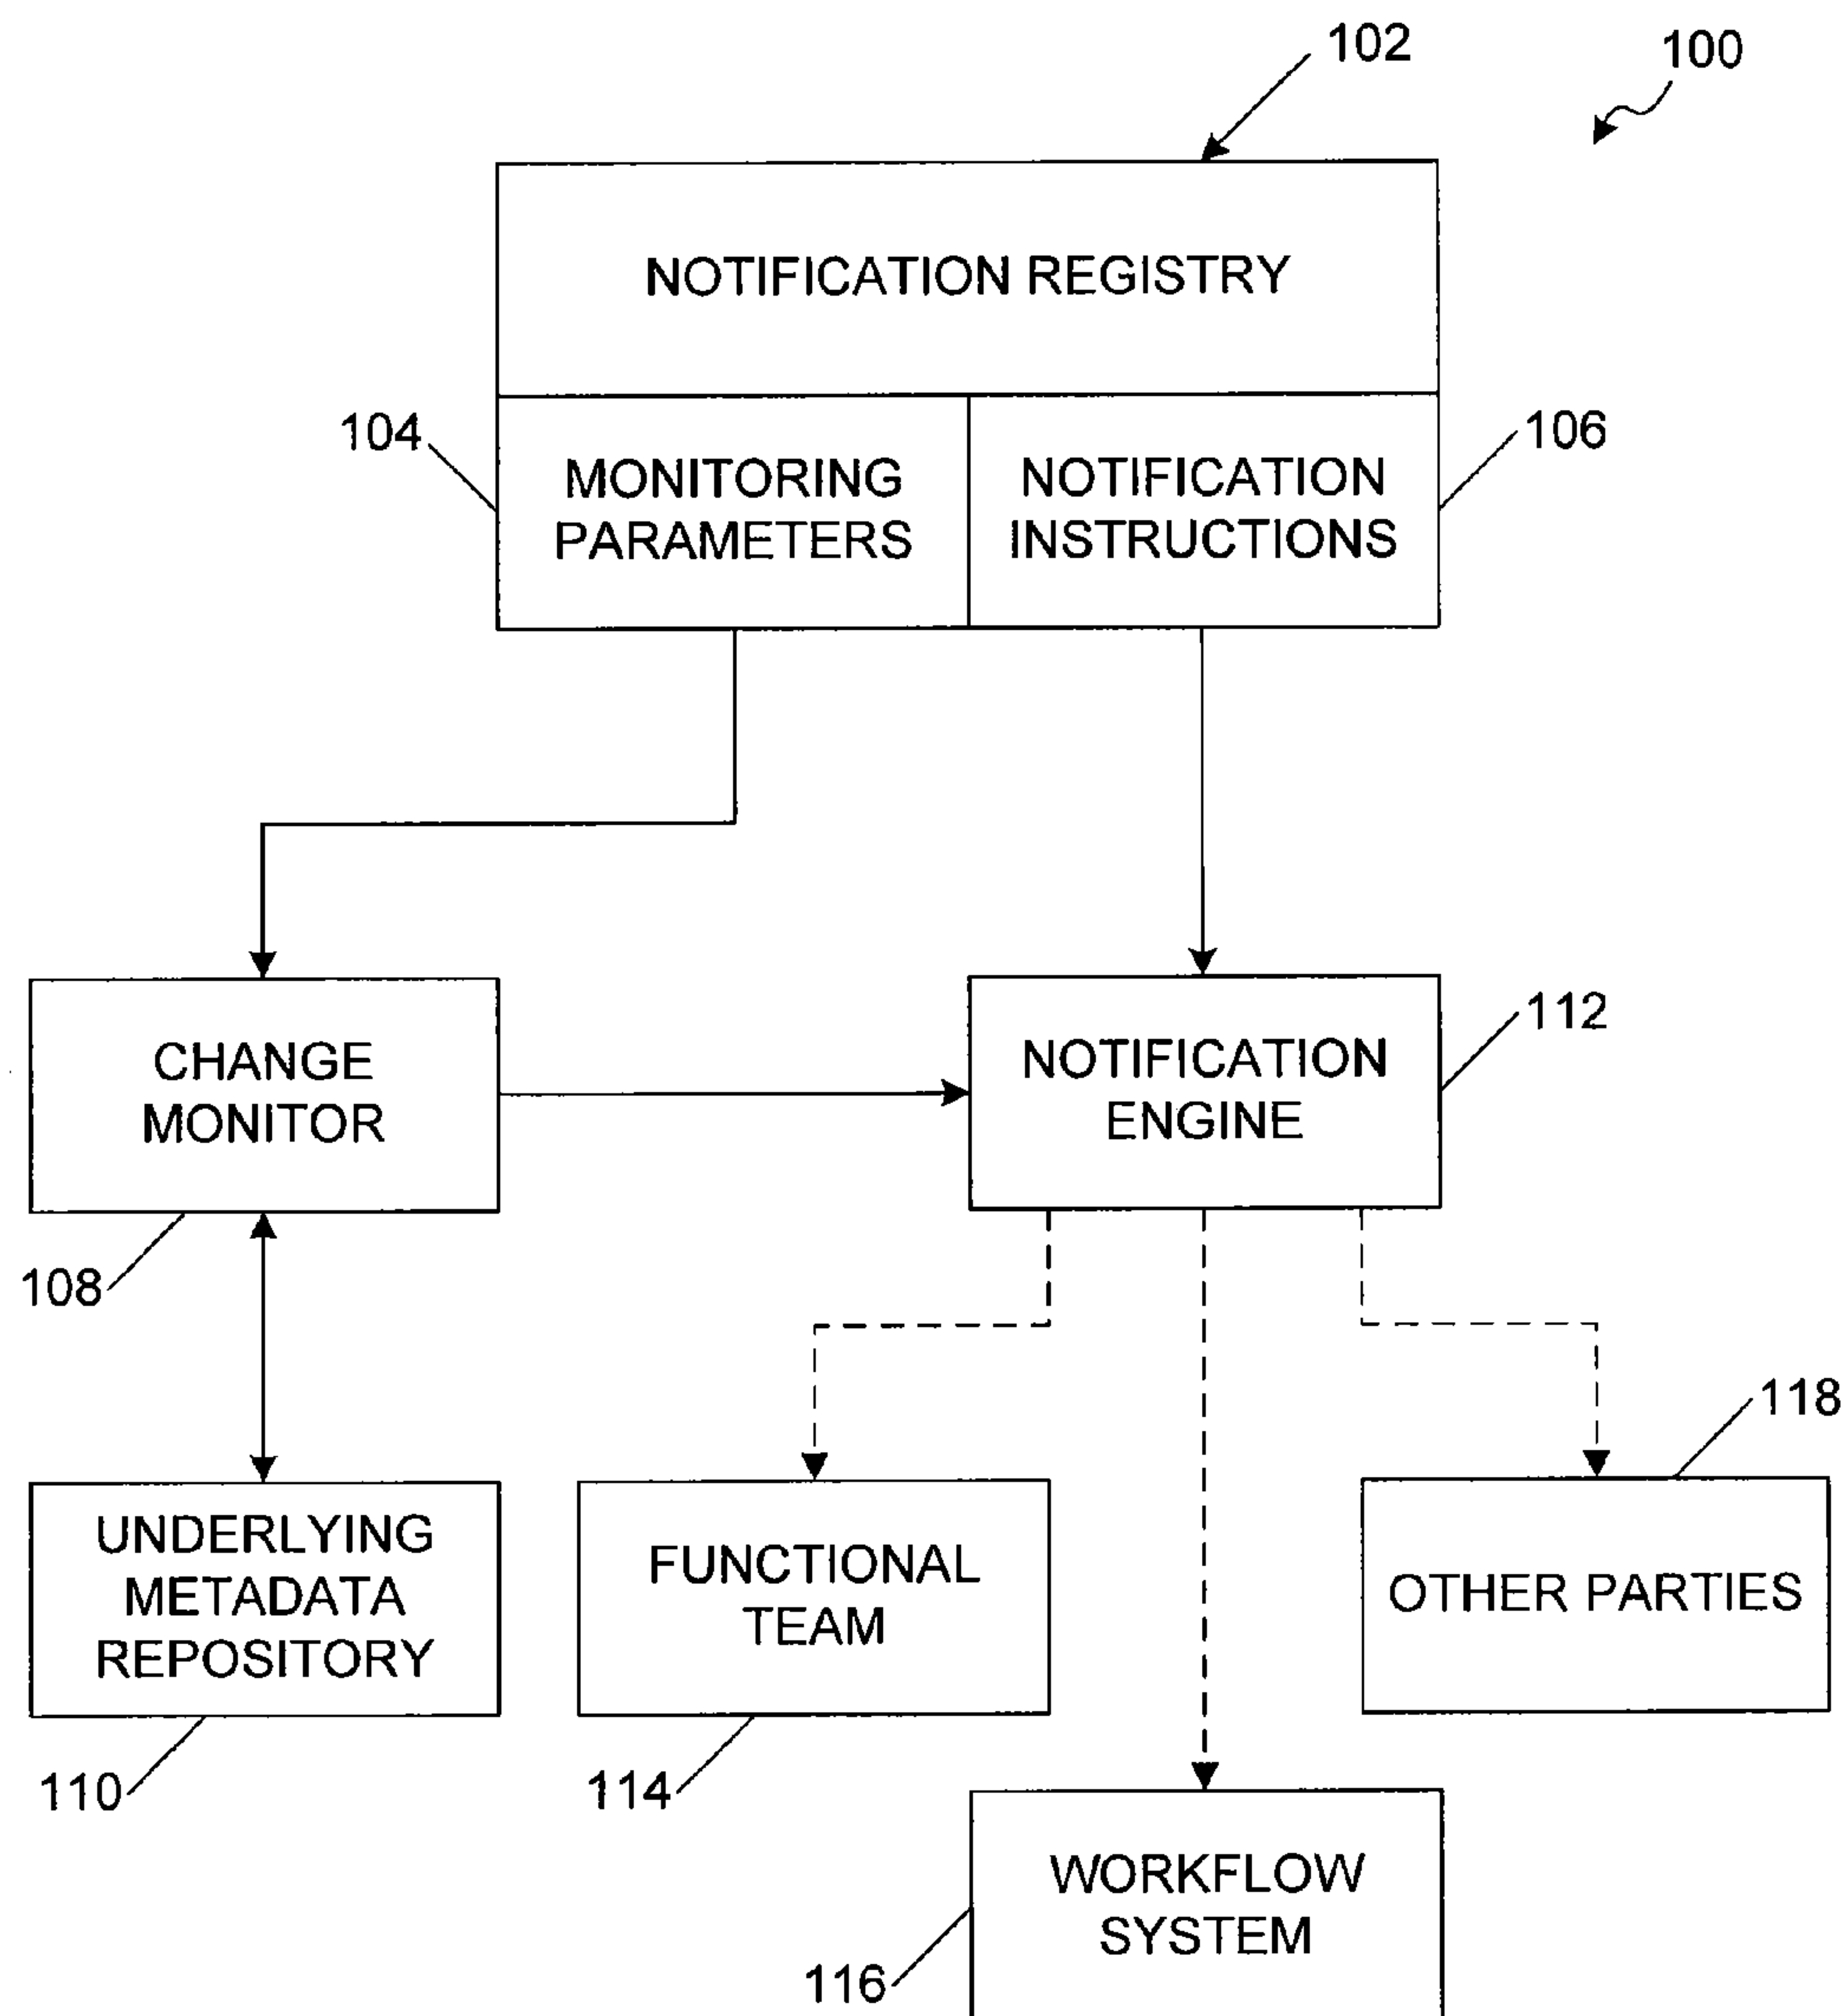 102
100
NOTIFICATION REGISTRY
104
MONITORING
PARAMETERS
NOTIFICATION
INSTRUCTIONS
106
CHANGE
MONITOR
108
NOTIFICATION
ENGINE
112
UNDERLYING
METADATA
REPOSITORY
110
FUNCTIONAL
TEAM
114
118
OTHER PARTIES
WORKFLOW
SYSTEM
116